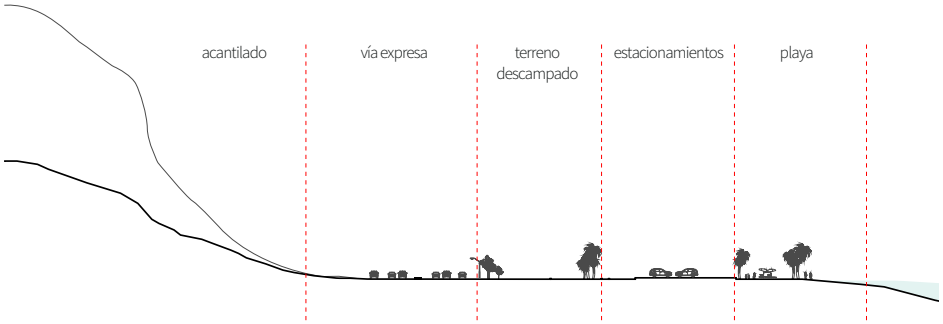 acantilado
vía expresa
terreno
descampado
estacionamientos
playa